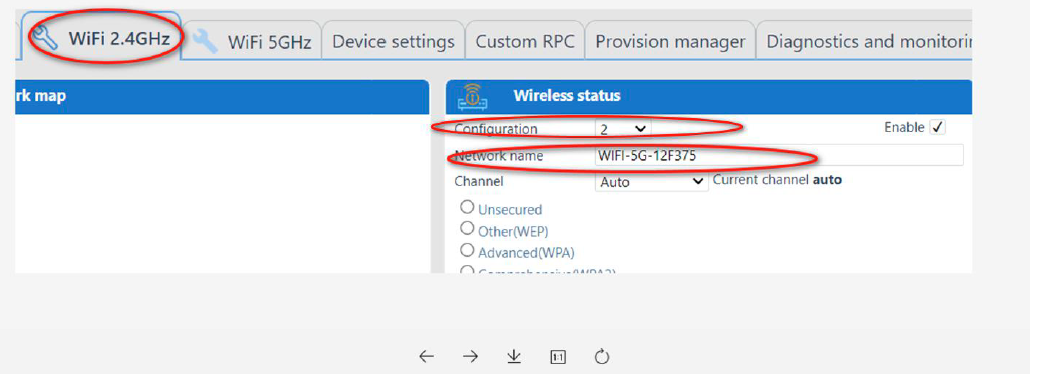 WiFi 2.4GHz WiFi 5GHz Device settings Custom RPC Provision manager Diagnostics and monitorin
rk map
Wireless status
Configuration 2 Enable
Network name WIFI-5G-12F375
Channel Auto Current channel auto
Unsecured
Other(WEP)
Advanced(WPA)
Comprehensive(WPA2)
1:1